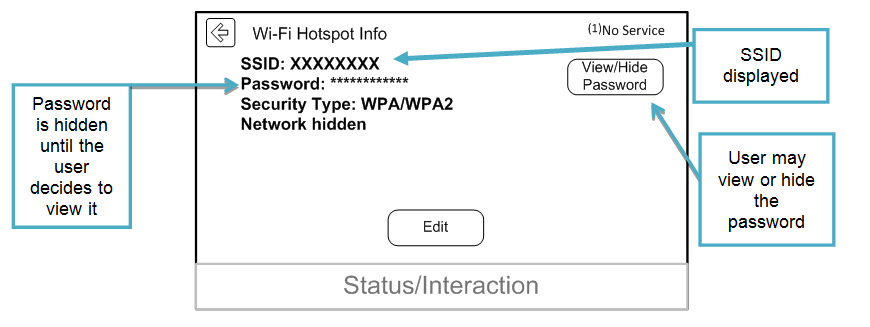 Wi-Fi Hotspot Info
(1)No Service
SSID: XXXXXXXX
Password: ************
Security Type: WPA/WPA2
Network hidden
View/Hide
Password
Edit
Status/Interaction
Password
is hidden
until the
user
decides to
view it
SSID
displayed
User may
view or hide
the
password